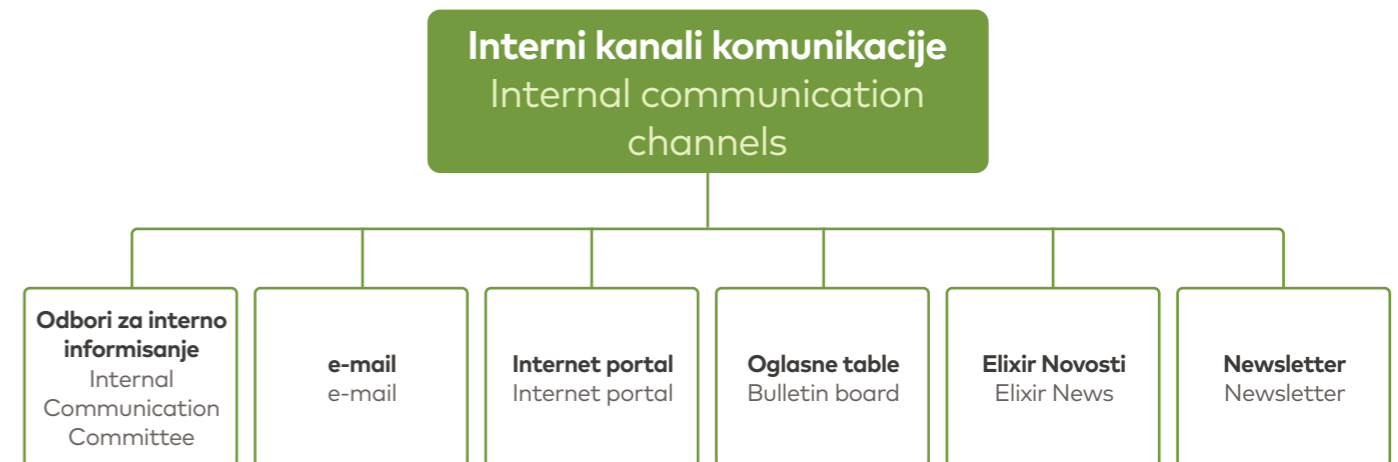 Interni kanali komunikacije
Internal communication
channels
Odbori za interno
informisanje
Internal
Communication
Committee
e-mail
e-mail
Internet portal
Internet portal
Oglasne table
Bulletin board
Elixir Novosti
Elixir News
Newsletter
Newsletter